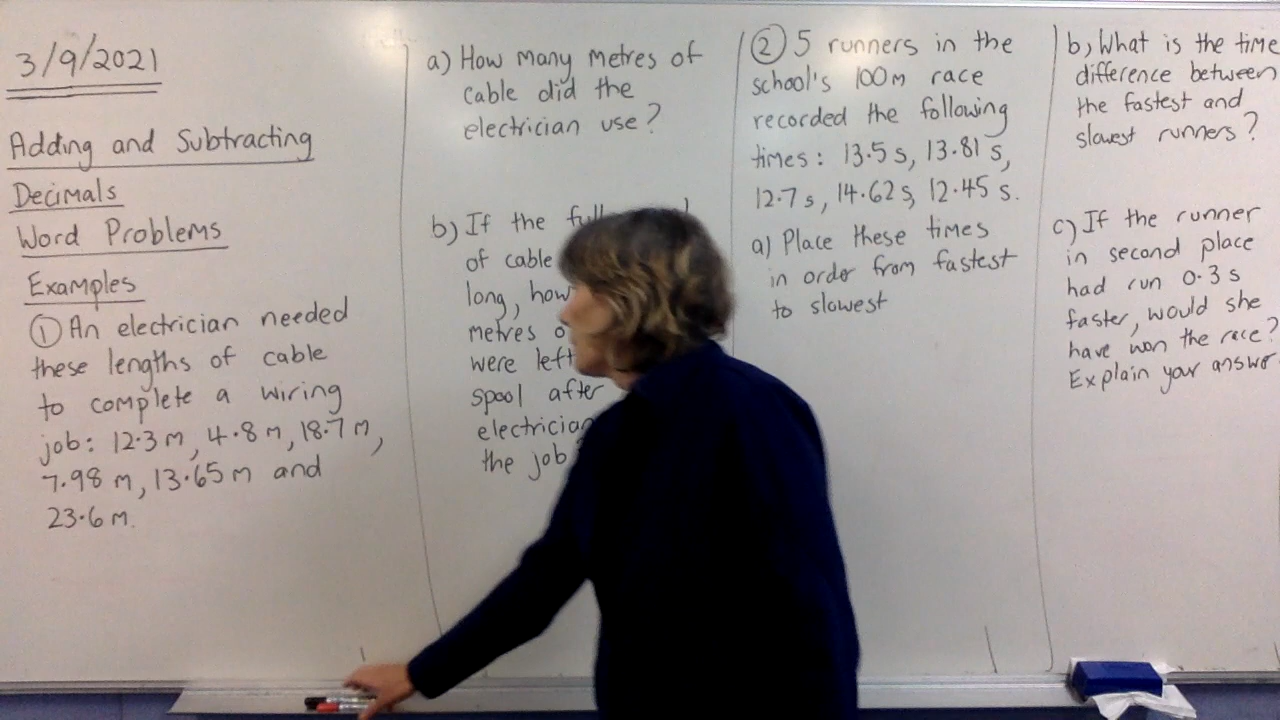 3/9/2021
Adding and Subtracting
Decimals
Word Problems
Examples
① An electrician needed
these lengths of cable
to complete a wiring
job: 12.3 m, 4.8 m, 18.7 m,
7.98 m, 13.65 m and
23.6 m.
a) How many metres of
cable did the
electrician use?
b) If the
of cable
long, how
metres
were left
spool after
electrician
the job
② 5 runners in the
school's 100m race
recorded the following
times: 13.5 s, 13.81 s,
12.7 s, 14.62 s, 12.45 s.
a) Place these times
in order from fastest
to slowest
b) What is the time
difference between
the fastest and
slowest runners?
c) If the runner
in second place
had run 0.3 s
faster, would she
have won the race?
Explain your